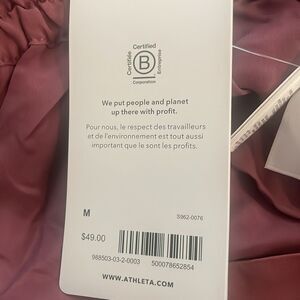 Certified
Certifiée
B
Entreprise
Corporation
We put people and planet
up there with profit.
Pour nous, le respect des travailleurs
et de l'environnement est tout aussi
important que le sont les profits.
M
S962-0076
$49.00
988503-03-2-0003
500078652854
WWW.ATHLETA.COM